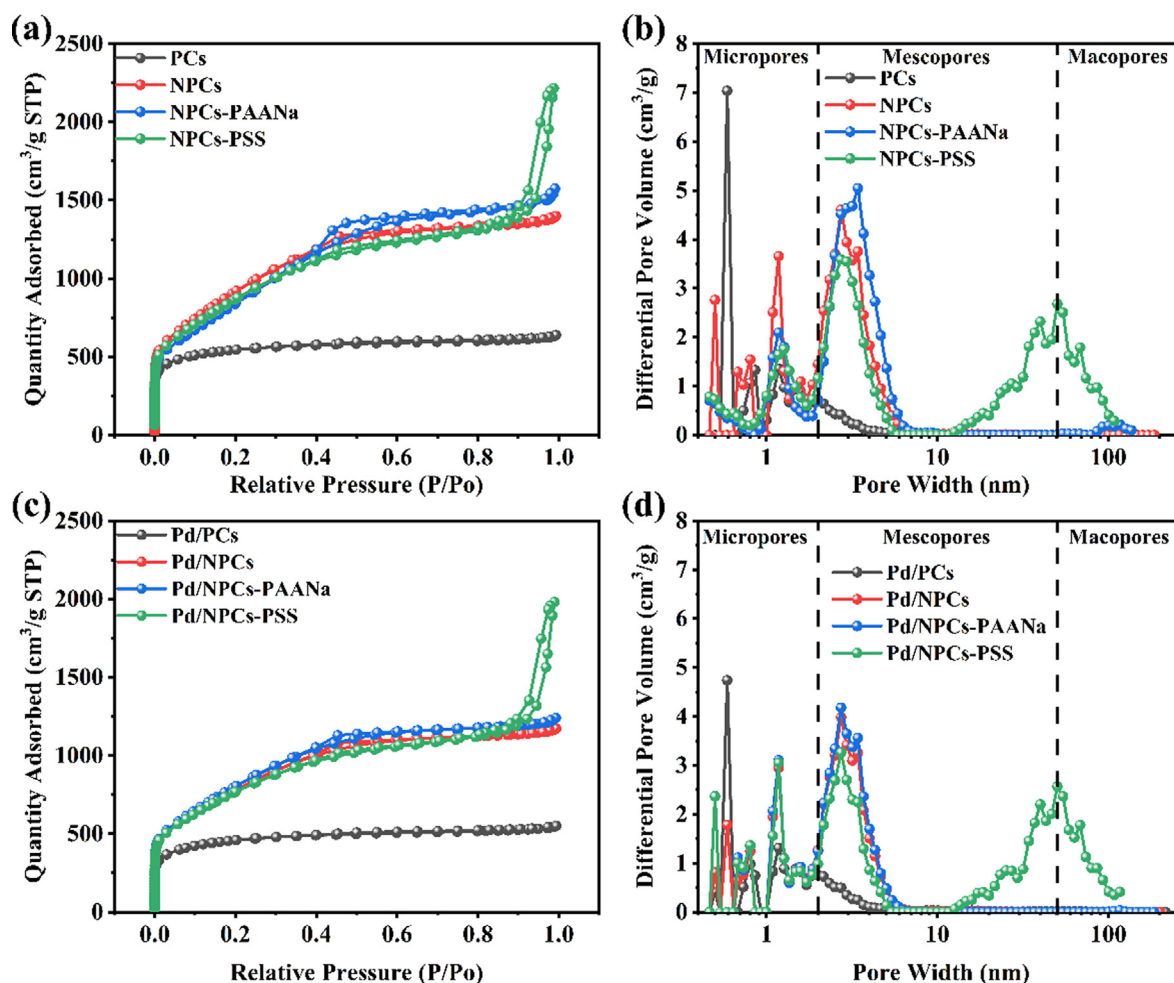 (a)
2500
2000
1500
1000
500
0
Quantity Adsorbed (cm³/g STP)
PCs
NPCs
NPCs-PAANa
NPCs-PSS
0.0 0.2 0.4 0.6 0.8 1.0
Relative Pressure (P/Po)
(b)
8
7
6
5
4
3
2
1
0
Differential Pore Volume (cm³/g)
Micropores Mescopores Macopores
PCs
NPCs
NPCs-PAANa
NPCs-PSS
1 10 100
Pore Width (nm)
(c)
2500
2000
1500
1000
500
0
Quantity Adsorbed (cm³/g STP)
Pd/PCs
Pd/NPCs
Pd/NPCs-PAANa
Pd/NPCs-PSS
0.0 0.2 0.4 0.6 0.8 1.0
Relative Pressure (P/Po)
(d)
8
7
6
5
4
3
2
1
0
Differential Pore Volume (cm³/g)
Micropores Mescopores Macopores
Pd/PCs
Pd/NPCs
Pd/NPCs-PAANa
Pd/NPCs-PSS
1 10 100
Pore Width (nm)